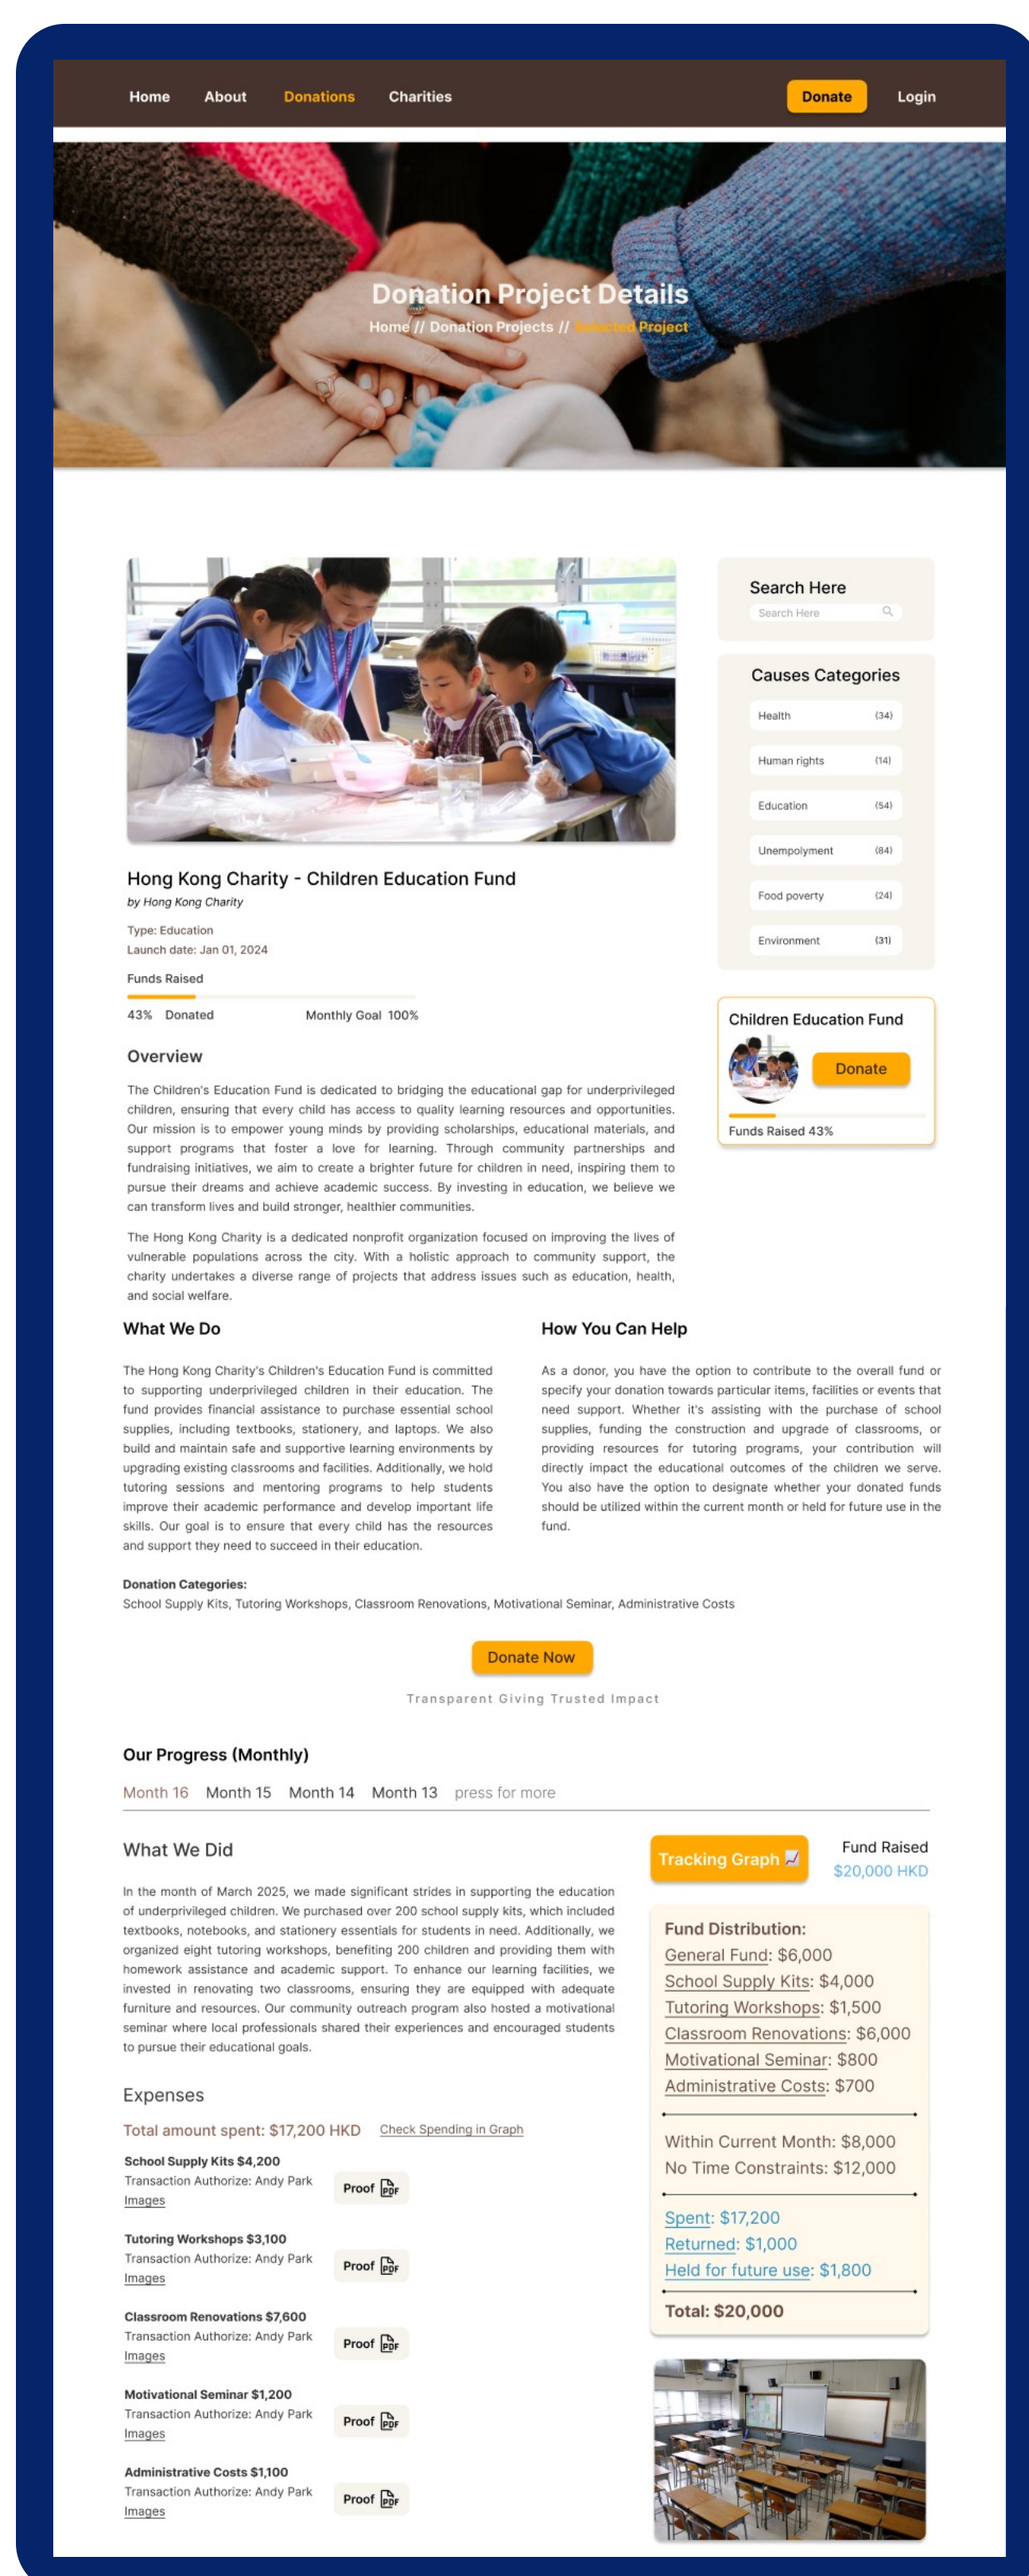 Home About Donations Charities Donate Login
Donation Project Details
Home // Donation Projects // Selected Project
Search Here
Search Here
Causes Categories
Health (34)
Human rights (14)
Education (54)
Unempolyment (84)
Food poverty (24)
Environment (31)
Hong Kong Charity - Children Education Fund
by Hong Kong Charity
Type: Education
Launch date: Jan 01, 2024
Funds Raised
43% Donated Monthly Goal 100%
Children Education Fund
Donate
Funds Raised 43%
Overview
The Children's Education Fund is dedicated to bridging the educational gap for underprivileged
children, ensuring that every child has access to quality learning resources and opportunities.
Our mission is to empower young minds by providing scholarships, educational materials, and
support programs that foster a love for learning. Through community partnerships and
fundraising initiatives, we aim to create a brighter future for children in need, inspiring them to
pursue their dreams and achieve academic success. By investing in education, we believe we
can transform lives and build stronger, healthier communities.
The Hong Kong Charity is a dedicated nonprofit organization focused on improving the lives of
vulnerable populations across the city. With a holistic approach to community support, the
charity undertakes a diverse range of projects that address issues such as education, health,
and social welfare.
What We Do
The Hong Kong Charity's Children's Education Fund is committed
to supporting underprivileged children in their education. The
fund provides financial assistance to purchase essential school
supplies, including textbooks, stationery, and laptops. We also
build and maintain safe and supportive learning environments by
upgrading existing classrooms and facilities. Additionally, we hold
tutoring sessions and mentoring programs to help students
improve their academic performance and develop important life
skills. Our goal is to ensure that every child has the resources
and support they need to succeed in their education.
How You Can Help
As a donor, you have the option to contribute to the overall fund or
specify your donation towards particular items, facilities or events that
need support. Whether it's assisting with the purchase of school
supplies, funding the construction and upgrade of classrooms, or
providing resources for tutoring programs, your contribution will
directly impact the educational outcomes of the children we serve.
You also have the option to designate whether your donated funds
should be utilized within the current month or held for future use in the
fund.
Donation Categories:
School Supply Kits, Tutoring Workshops, Classroom Renovations, Motivational Seminar, Administrative Costs
Donate Now
Transparent Giving Trusted Impact
Our Progress (Monthly)
Month 16 Month 15 Month 14 Month 13 press for more
What We Did
In the month of March 2025, we made significant strides in supporting the education
of underprivileged children. We purchased over 200 school supply kits, which included
textbooks, notebooks, and stationery essentials for students in need. Additionally, we
organized eight tutoring workshops, benefiting 200 children and providing them with
homework assistance and academic support. To enhance our learning facilities, we
invested in renovating two classrooms, ensuring they are equipped with adequate
furniture and resources. Our community outreach program also hosted a motivational
seminar where local professionals shared their experiences and encouraged students
to pursue their educational goals.
Expenses
Total amount spent: $17,200 HKD Check Spending in Graph
School Supply Kits $4,200
Transaction Authorize: Andy Park
Images
Proof PDF
Tutoring Workshops $3,100
Transaction Authorize: Andy Park
Images
Proof PDF
Classroom Renovations $7,600
Transaction Authorize: Andy Park
Images
Proof PDF
Motivational Seminar $1,200
Transaction Authorize: Andy Park
Images
Proof PDF
Administrative Costs $1,100
Transaction Authorize: Andy Park
Images
Proof PDF
Tracking Graph
Fund Raised
$20,000 HKD
Fund Distribution:
General Fund: $6,000
School Supply Kits: $4,000
Tutoring Workshops: $1,500
Classroom Renovations: $6,000
Motivational Seminar: $800
Administrative Costs: $700
Within Current Month: $8,000
No Time Constraints: $12,000
Spent: $17,200
Returned: $1,000
Held for future use: $1,800
Total: $20,000